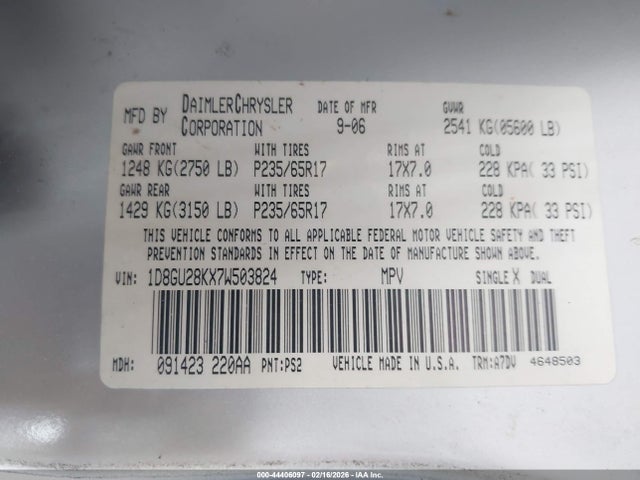 MFD BY DAIMLERCHRYSLER CORPORATION DATE OF MFR 9-06 GVWR 2541 KG(05600 LB)
GAWR FRONT WITH TIRES RIMS AT COLD
1248 KG(2750 LB) P235/65R17 17X7.0 228 KPA( 33 PSI)
GAWR REAR WITH TIRES RIMS AT COLD
1429 KG(3150 LB) P235/65R17 17X7.0 228 KPA( 33 PSI)
THIS VEHICLE CONFORMS TO ALL APPLICABLE FEDERAL MOTOR VEHICLE SAFETY AND THEFT
PREVENTION STANDARDS IN EFFECT ON THE DATE OF MANUFACTURE SHOWN ABOVE.
VIN: 1D8GU28KX7W503824 TYPE: MPV SINGLE X DUAL
MDH: 091423 220AA PNT:PS2 VEHICLE MADE IN U.S.A. TRM:A7DV 4648503
000-44406097 - 02/16/2026 - IAA Inc.